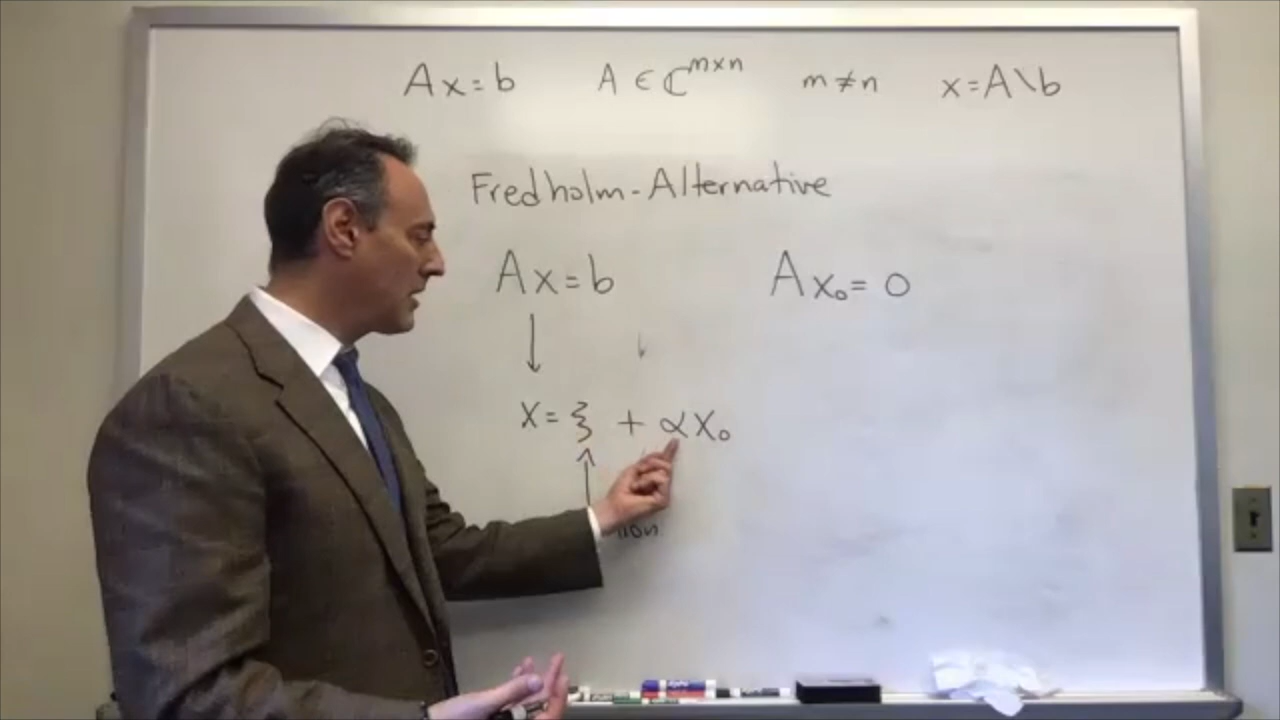 Ax=b A∈ℂ^{m×n} m≠n x=A\b
Fredholm-Alternative
Ax=b Ax₀=0
↓
x=ξ + αx₀
↑